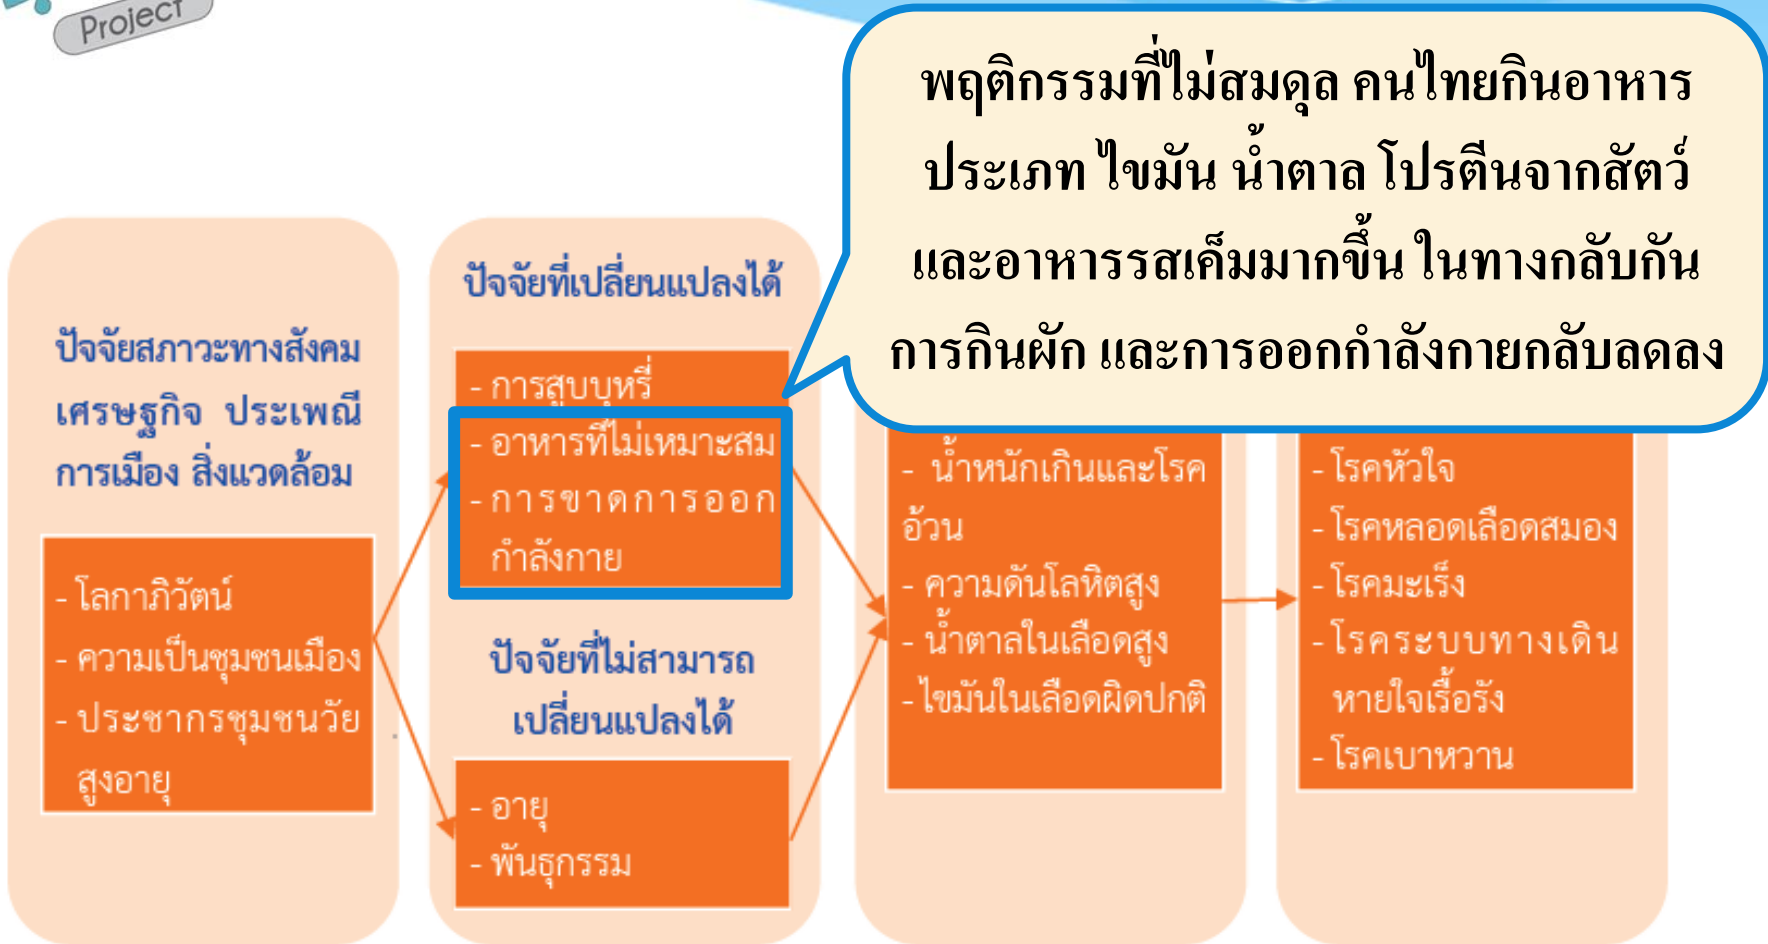 Project
พฤติกรรมที่ไม่สมดุล คนไทยกินอาหาร
ประเภท ไขมัน น้ำตาล โปรตีนจากสัตว์
และอาหารรสเค็มมากขึ้น ในทางกลับกัน
การกินผัก และการออกกำลังกายกลับลดลง
ปัจจัยสภาวะทางสังคม
เศรษฐกิจ ประเพณี
การเมือง สิ่งแวดล้อม
- โลกาภิวัตน์
- ความเป็นชุมชนเมือง
- ประชากรชุมชนวัย
สูงอายุ
ปัจจัยที่เปลี่ยนแปลงได้
- การสูบบุหรี่
- อาหารที่ไม่เหมาะสม
- การขาดการออก
กำลังกาย
ปัจจัยที่ไม่สามารถ
เปลี่ยนแปลงได้
- อายุ
- พันธุกรรม
- น้ำหนักเกินและโรค
อ้วน
- ความดันโลหิตสูง
- น้ำตาลในเลือดสูง
- ไขมันในเลือดผิดปกติ
- โรคหัวใจ
- โรคหลอดเลือดสมอง
- โรคมะเร็ง
- โรคระบบทางเดิน
หายใจเรื้อรัง
- โรคเบาหวาน